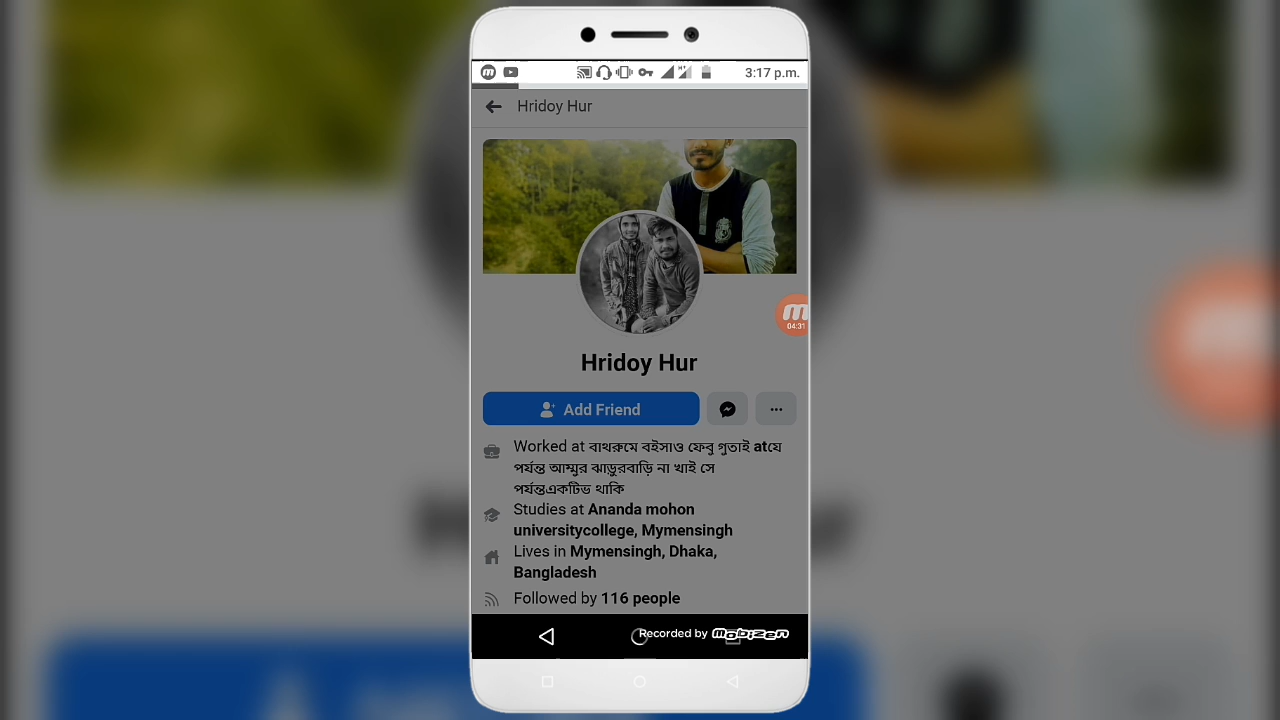 3:17 p.m.
Hridoy Hur
04:31
Hridoy Hur
Add Friend
Worked at বাথরুমে বইসাও ফেবু গুতাই atযে
পর্যন্ত আম্মুর ঝাড়ুরবাড়ি না খাই সে
পর্যন্তএকটিভ থাকি
Studies at Ananda mohon
universitycollege, Mymensingh
Lives in Mymensingh, Dhaka,
Bangladesh
Followed by 116 people
Recorded by mobizen